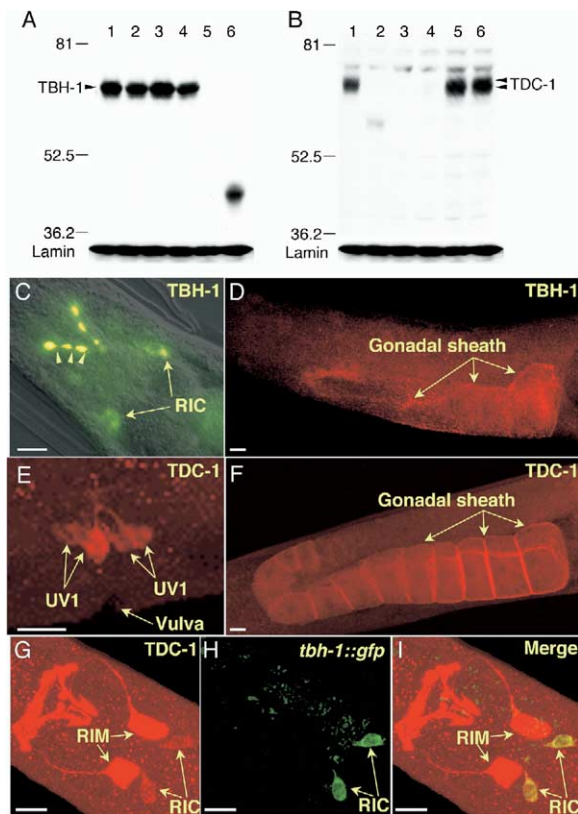 A
B
1 2 3 4 5 6
1 2 3 4 5 6
81
81
TBH-1
TDC-1
52.5
52.5
36.2
36.2
Lamin
Lamin
C
TBH-1
RIC
D
TBH-1
Gonadal sheath
E
TDC-1
UV1
UV1
Vulva
F
TDC-1
Gonadal sheath
G
TDC-1
RIM
RIC
H
tbh-1::gfp
RIC
I
Merge
RIM
RIC